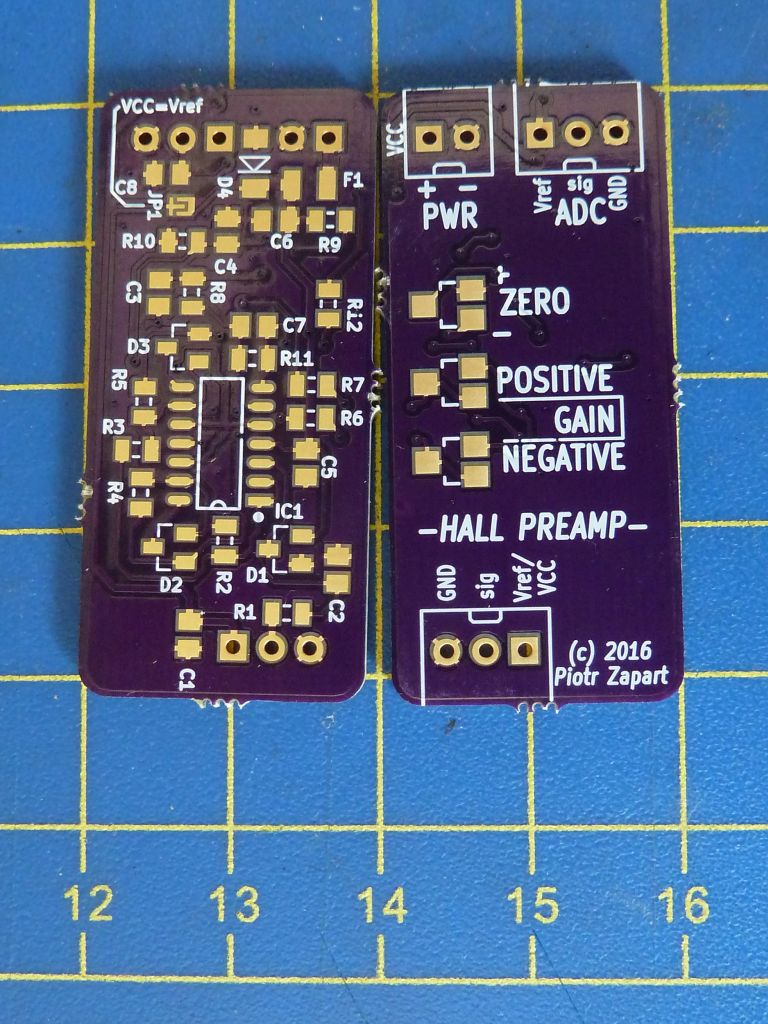 VCC=Vref
C8
JP1
D4
F1
R10
C4
C6
R9
C3
R8
R12
C7
D3
R11
R5
R7
R3
R6
C5
R4
IC1
D2
R2
D1
C2
R1
C1
VCC
+ -
PWR
Vref sig GND
ADC
+
ZERO
-
POSITIVE
GAIN
NEGATIVE
-HALL PREAMP-
GND sig Vref/
VCC
(c) 2016
Piotr Zapart
12 13 14 15 16